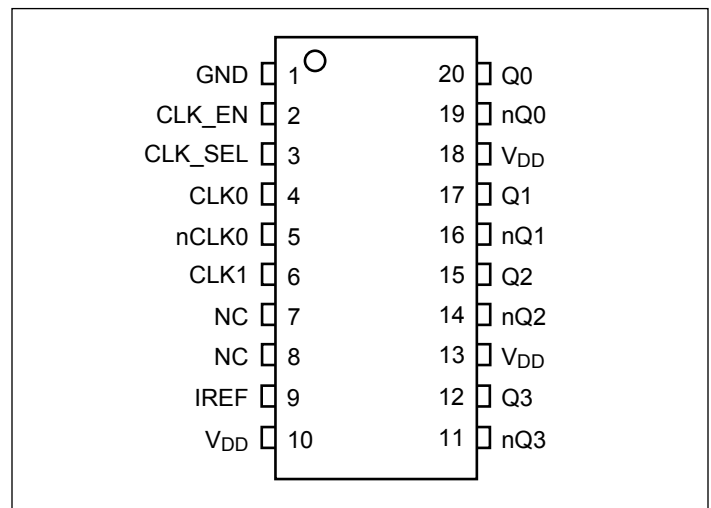 GND 1 20 Q0
CLK_EN 2 19 nQ0
CLK_SEL 3 18 VDD
CLK0 4 17 Q1
nCLK0 5 16 nQ1
CLK1 6 15 Q2
NC 7 14 nQ2
NC 8 13 VDD
IREF 9 12 Q3
VDD 10 11 nQ3